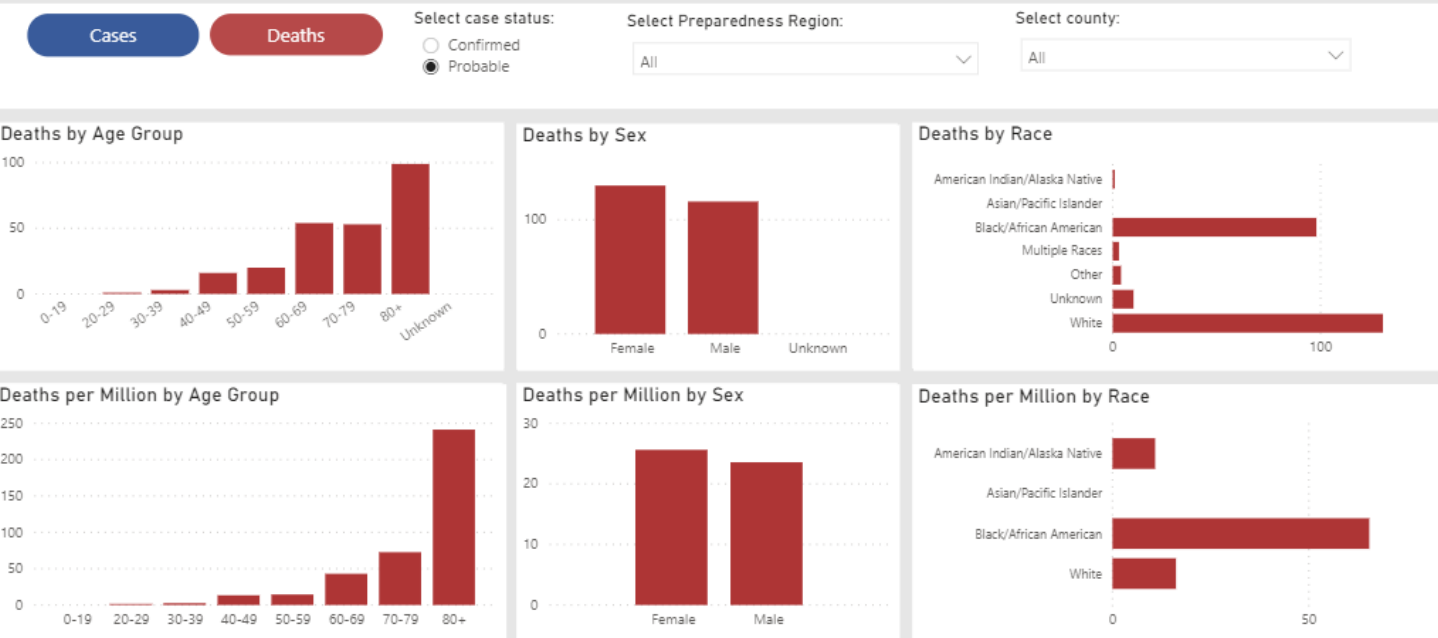 Cases
Deaths
Select case status:
Confirmed
Probable
Select Preparedness Region:
All
Select county:
All
Deaths by Age Group
100
50
0
0-19
20-29
30-39
40-49
50-59
60-69
70-79
80+
Unknown
Deaths by Sex
100
0
Female
Male
Unknown
Deaths by Race
American Indian/Alaska Native
Asian/Pacific Islander
Black/African American
Multiple Races
Other
Unknown
White
0
100
Deaths per Million by Age Group
250
200
150
100
50
0
0-19
20-29
30-39
40-49
50-59
60-69
70-79
80+
Deaths per Million by Sex
30
20
10
0
Female
Male
Deaths per Million by Race
American Indian/Alaska Native
Asian/Pacific Islander
Black/African American
White
0
50